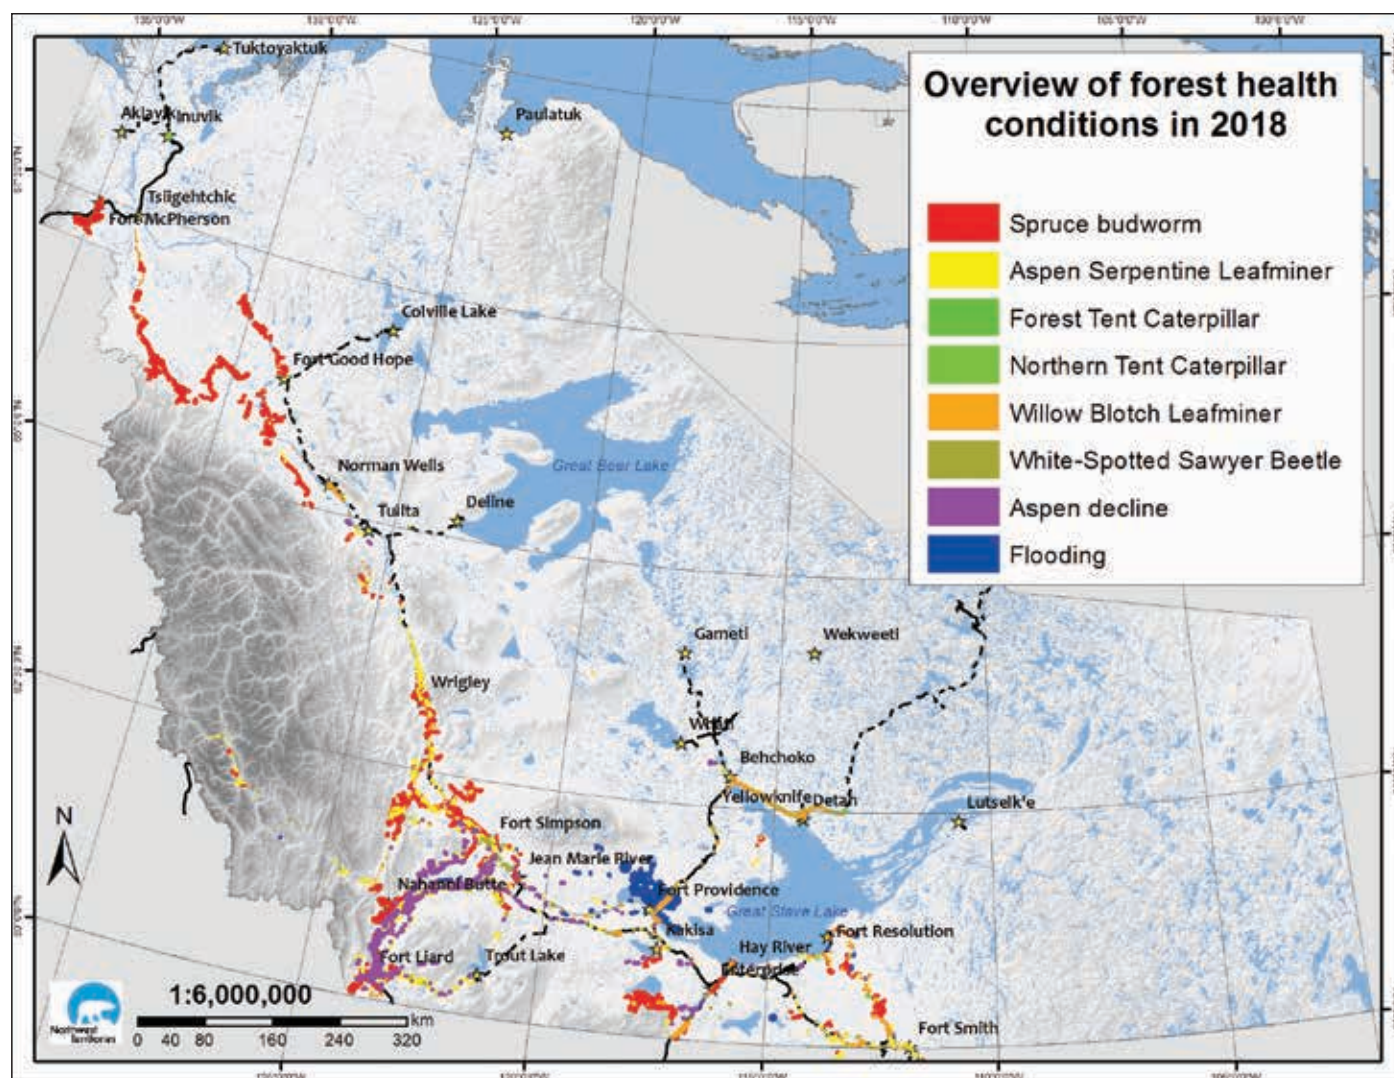 Tuktoyaktuk
Aklavik
Inuvik
Paulatuk
Tsiigehtchic
Fort McPherson
Colville Lake
Fort Good Hope
Great Bear Lake
Norman Wells
Tulita
Deline
Gameti
Wekweeti
Wrigley
Whati
Behchoko
Yellowknife
Detah
Lutselk'e
Fort Simpson
Jean Marie River
Nahanni Butte
Fort Providence
Great Slave Lake
Kakisa
Fort Resolution
Hay River
Enterprise
Fort Liard
Trout Lake
Fort Smith
Overview of forest health
conditions in 2018
Spruce budworm
Aspen Serpentine Leafminer
Forest Tent Caterpillar
Northern Tent Caterpillar
Willow Blotch Leafminer
White-Spotted Sawyer Beetle
Aspen decline
Flooding
N
1:6,000,000
km
0 40 80 160 240 320
Northwest
Territories